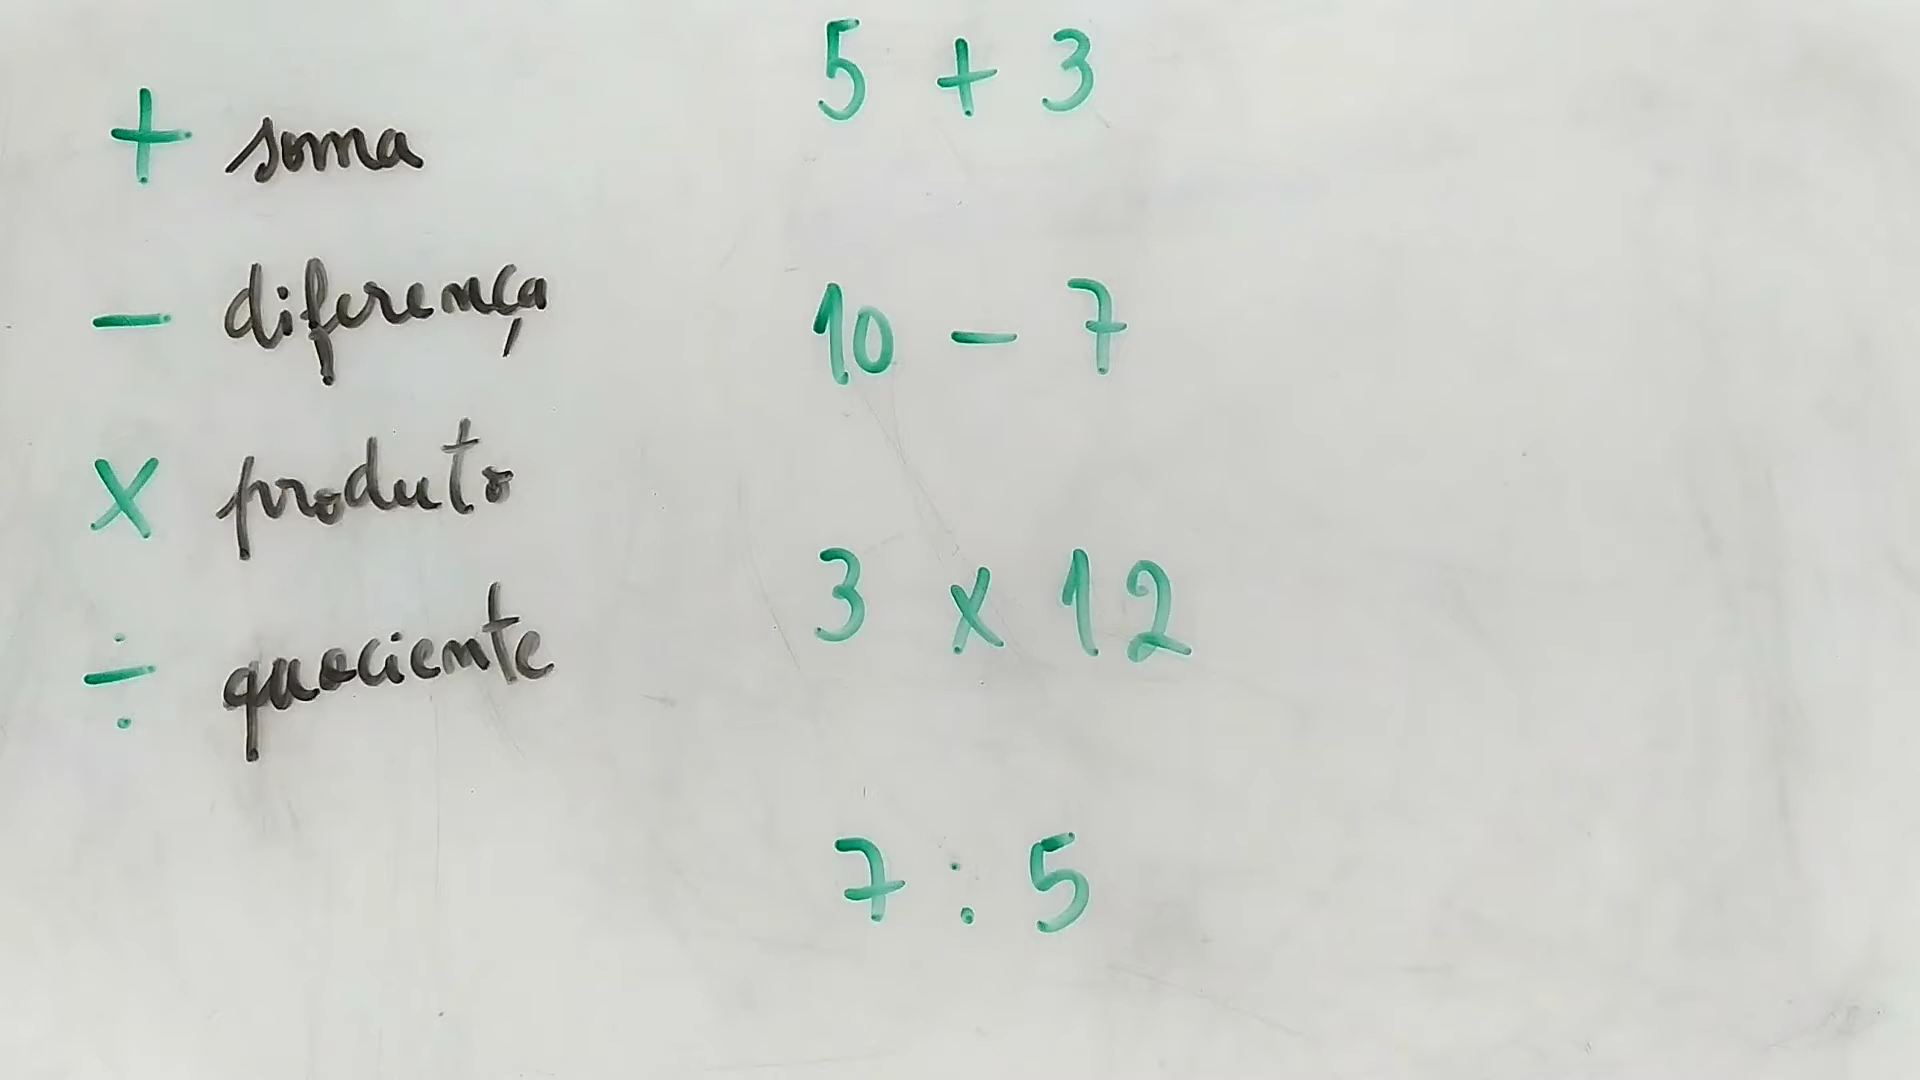 + soma
- diferença
x produto
÷ quociente
5 + 3
10 - 7
3 x 12
7 : 5